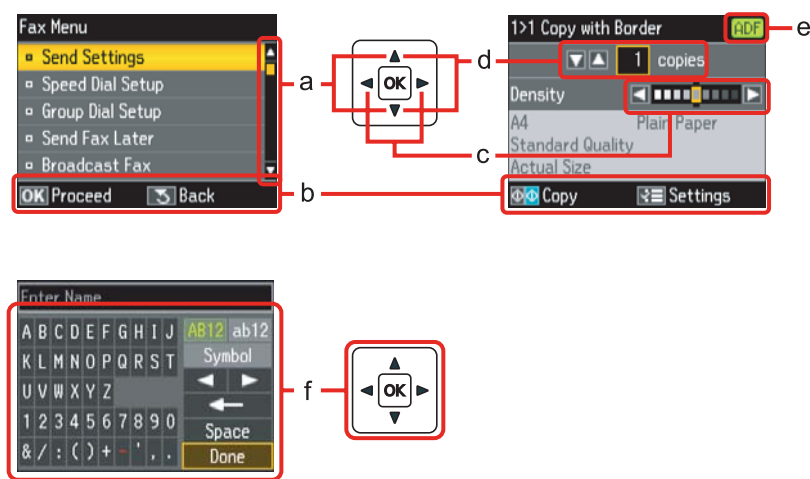 Fax Menu
Send Settings
Speed Dial Setup
Group Dial Setup
Send Fax Later
Broadcast Fax
OK Proceed Back
a
b
OK
d
c
1>1 Copy with Border ADF
e
1 copies
Density
A4 Plain Paper
Standard Quality
Actual Size
Copy Settings
Enter Name
A B C D E F G H I J AB12 ab12
K L M N O P Q R S T Symbol
U V W X Y Z
1 2 3 4 5 6 7 8 9 0 Space
& / : ( ) + - ' , . Done
f
OK